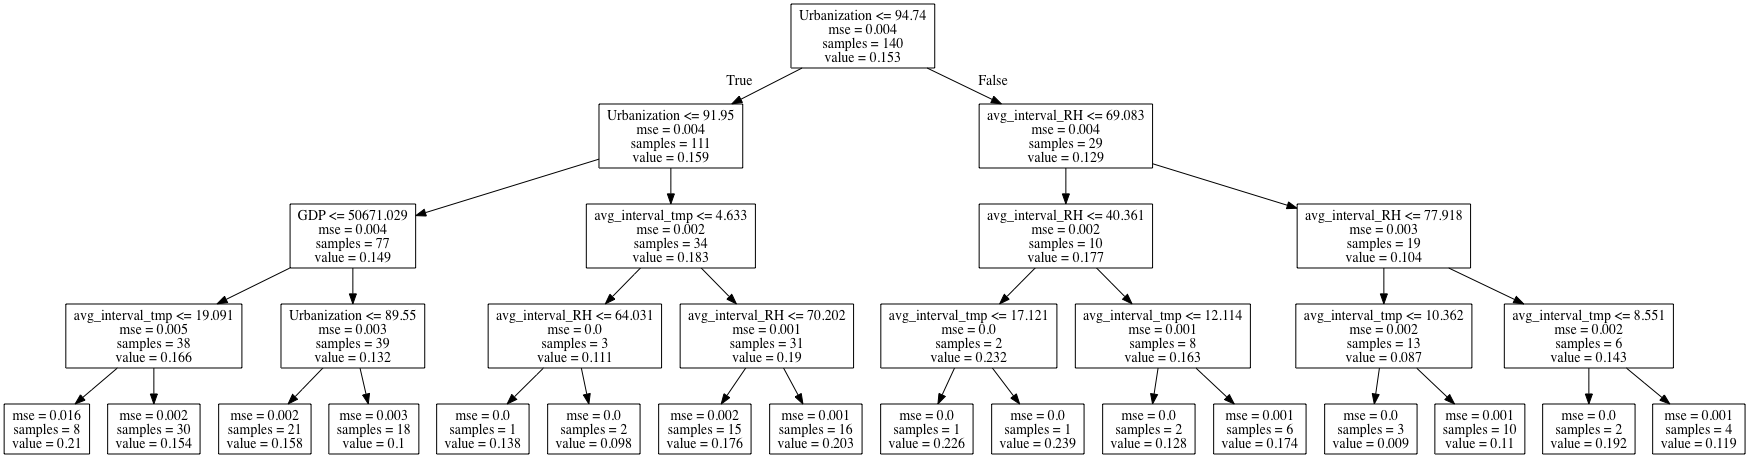 Urbanization <= 94.74
mse = 0.004
samples = 140
value = 0.153
True
False
Urbanization <= 91.95
mse = 0.004
samples = 111
value = 0.159
avg_interval_RH <= 69.083
mse = 0.004
samples = 29
value = 0.129
GDP <= 50671.029
mse = 0.004
samples = 77
value = 0.149
avg_interval_tmp <= 4.633
mse = 0.002
samples = 34
value = 0.183
avg_interval_RH <= 40.361
mse = 0.002
samples = 10
value = 0.177
avg_interval_RH <= 77.918
mse = 0.003
samples = 19
value = 0.104
avg_interval_tmp <= 19.091
mse = 0.005
samples = 38
value = 0.166
Urbanization <= 89.55
mse = 0.003
samples = 39
value = 0.132
avg_interval_RH <= 64.031
mse = 0.0
samples = 3
value = 0.111
avg_interval_RH <= 70.202
mse = 0.001
samples = 31
value = 0.19
avg_interval_tmp <= 17.121
mse = 0.0
samples = 2
value = 0.232
avg_interval_tmp <= 12.114
mse = 0.001
samples = 8
value = 0.163
avg_interval_tmp <= 10.362
mse = 0.002
samples = 13
value = 0.087
avg_interval_tmp <= 8.551
mse = 0.002
samples = 6
value = 0.143
mse = 0.016
samples = 8
value = 0.21
mse = 0.002
samples = 30
value = 0.154
mse = 0.002
samples = 21
value = 0.158
mse = 0.003
samples = 18
value = 0.1
mse = 0.0
samples = 1
value = 0.138
mse = 0.0
samples = 2
value = 0.098
mse = 0.002
samples = 15
value = 0.176
mse = 0.001
samples = 16
value = 0.203
mse = 0.0
samples = 1
value = 0.226
mse = 0.0
samples = 1
value = 0.239
mse = 0.0
samples = 2
value = 0.128
mse = 0.001
samples = 6
value = 0.174
mse = 0.0
samples = 3
value = 0.009
mse = 0.001
samples = 10
value = 0.11
mse = 0.0
samples = 2
value = 0.192
mse = 0.001
samples = 4
value = 0.119